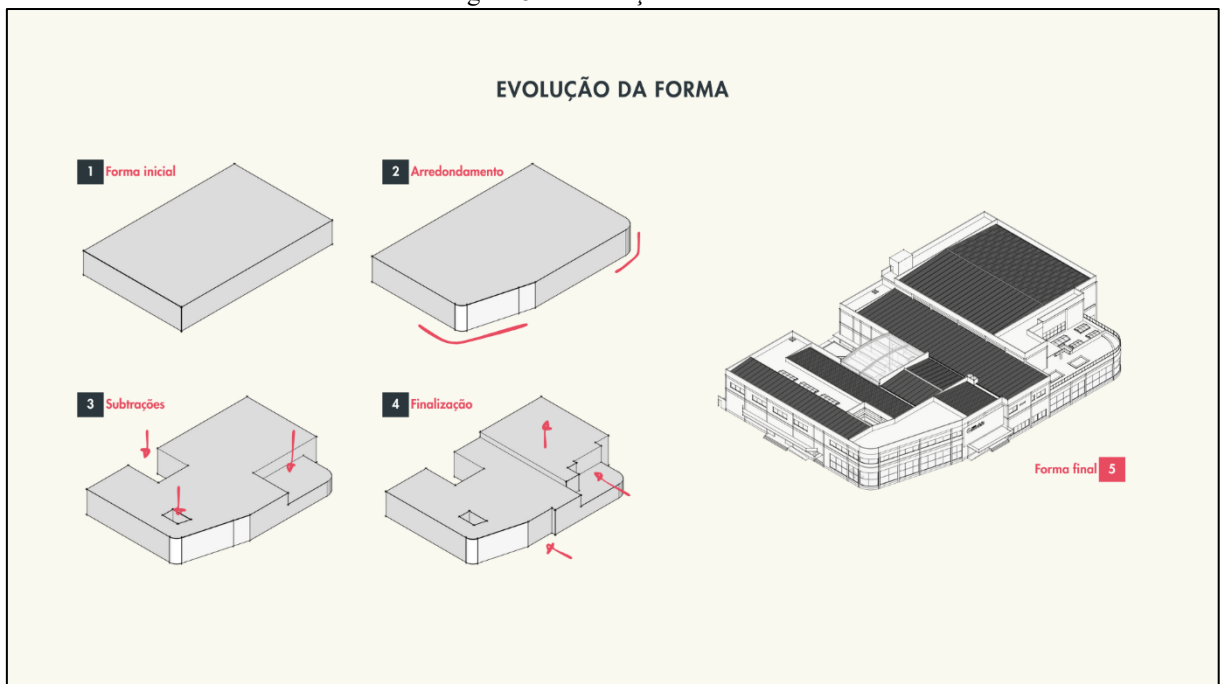 EVOLUÇÃO DA FORMA
1 Forma inicial
2 Arredondamento
3 Subtrações
4 Finalização
Forma final 5